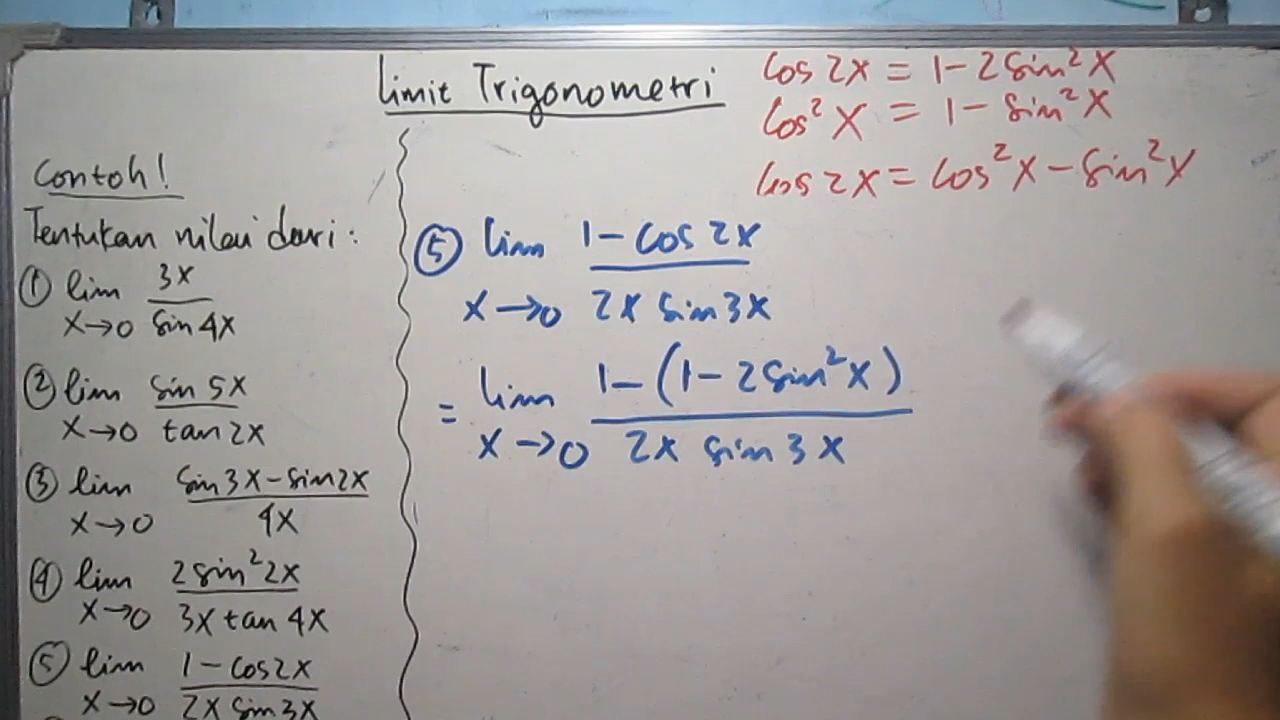 Limit Trigonometri
cos 2x = 1 - 2 sin² x
cos² x = 1 - sin² x
cos 2x = cos² x - sin² x
Contoh!
Tentukan nilai dari:
① lim 3x
x→0 sin 4x
② lim sin 5x
x→0 tan 2x
③ lim sin 3x - sin 2x
x→0 4x
④ lim 2 sin² 2x
x→0 3x tan 4x
⑤ lim 1 - cos 2x
x→0 2x sin 3x
⑤ lim 1 - cos 2x
x→0 2x sin 3x
= lim 1 - (1 - 2 sin² x)
x→0 2x sin 3x